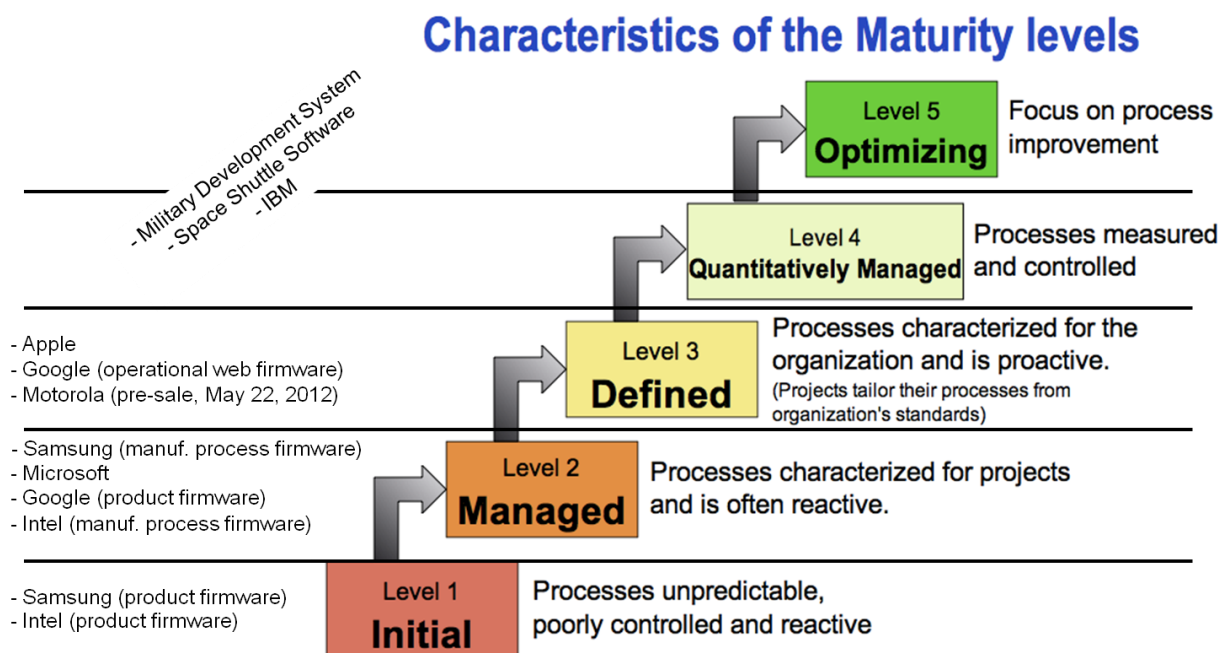 Characteristics of the Maturity levels
- Military Development System
- Space Shuttle Software
- IBM
Level 5
Optimizing
Focus on process
improvement
Level 4
Quantitatively Managed
Processes measured
and controlled
- Apple
- Google (operational web firmware)
- Motorola (pre-sale, May 22, 2012)
Level 3
Defined
Processes characterized for the
organization and is proactive.
(Projects tailor their processes from
organization's standards)
- Samsung (manuf. process firmware)
- Microsoft
- Google (product firmware)
- Intel (manuf. process firmware)
Level 2
Managed
Processes characterized for projects
and is often reactive.
- Samsung (product firmware)
- Intel (product firmware)
Level 1
Initial
Processes unpredictable,
poorly controlled and reactive